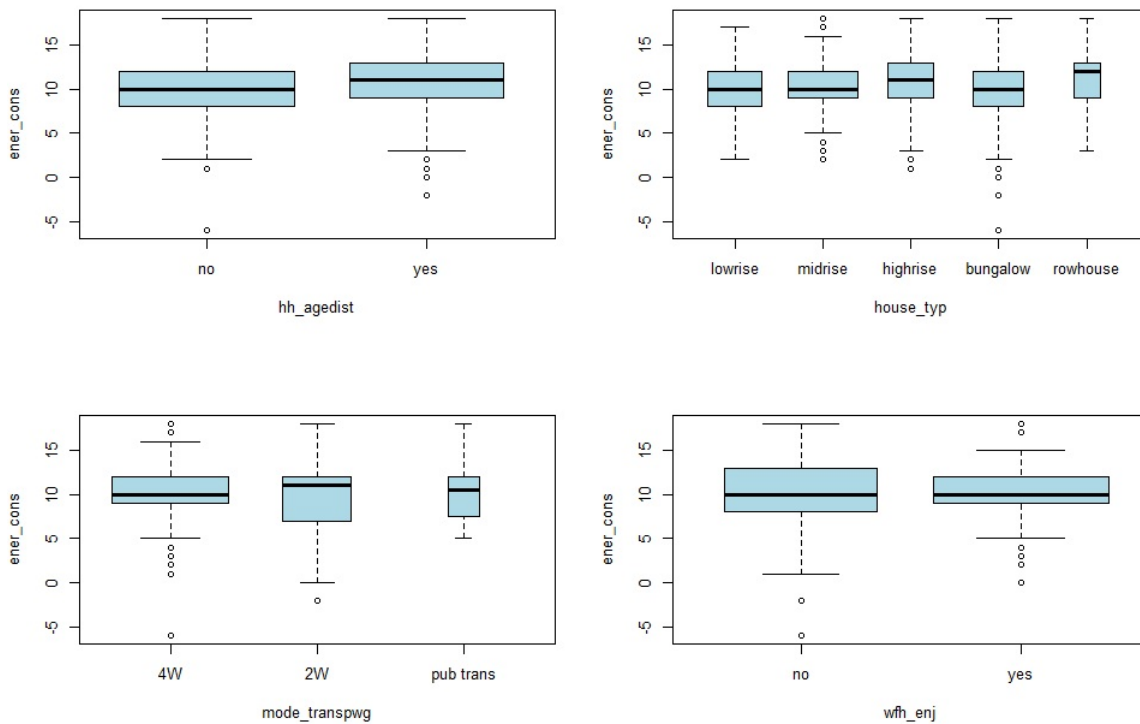 ener_cons
15
10
5
0
-5
no yes
hh_agedist
ener_cons
15
10
5
0
-5
lowrise midrise highrise bungalow rowhouse
house_typ
ener_cons
15
10
5
0
-5
4W 2W pub trans
mode_transpwg
ener_cons
15
10
5
0
-5
no yes
wfh_enj